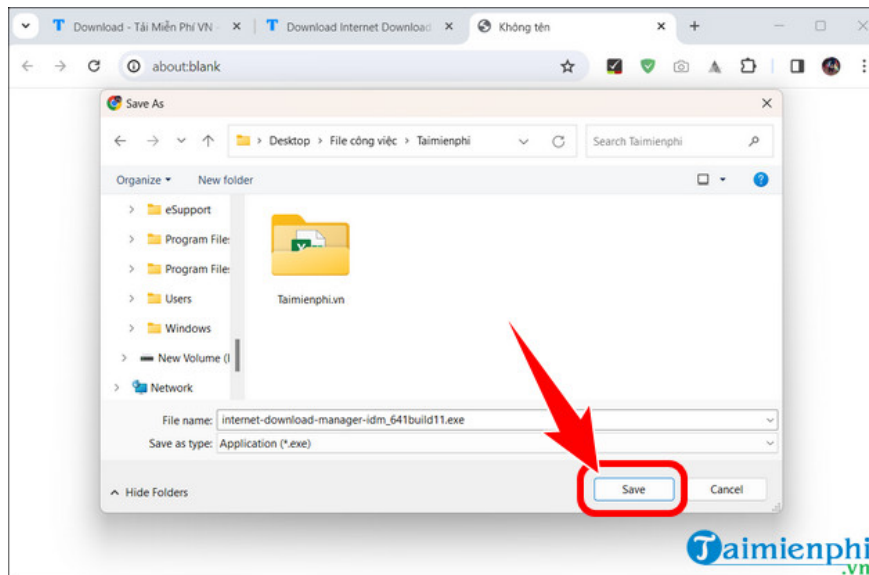 Download - Tải Miễn Phí VN -
Download Internet Download
Không tên
about:blank
Save As
Desktop > File công việc > Taimienphi
Search Taimienphi
Organize
New folder
eSupport
Program File
Program File
Users
Windows
New Volume (
Network
Taimienphi.vn
File name: internet-download-manager-idm_641build11.exe
Save as type: Application (*.exe)
Hide Folders
Save
Cancel
Taimienphi
.vn